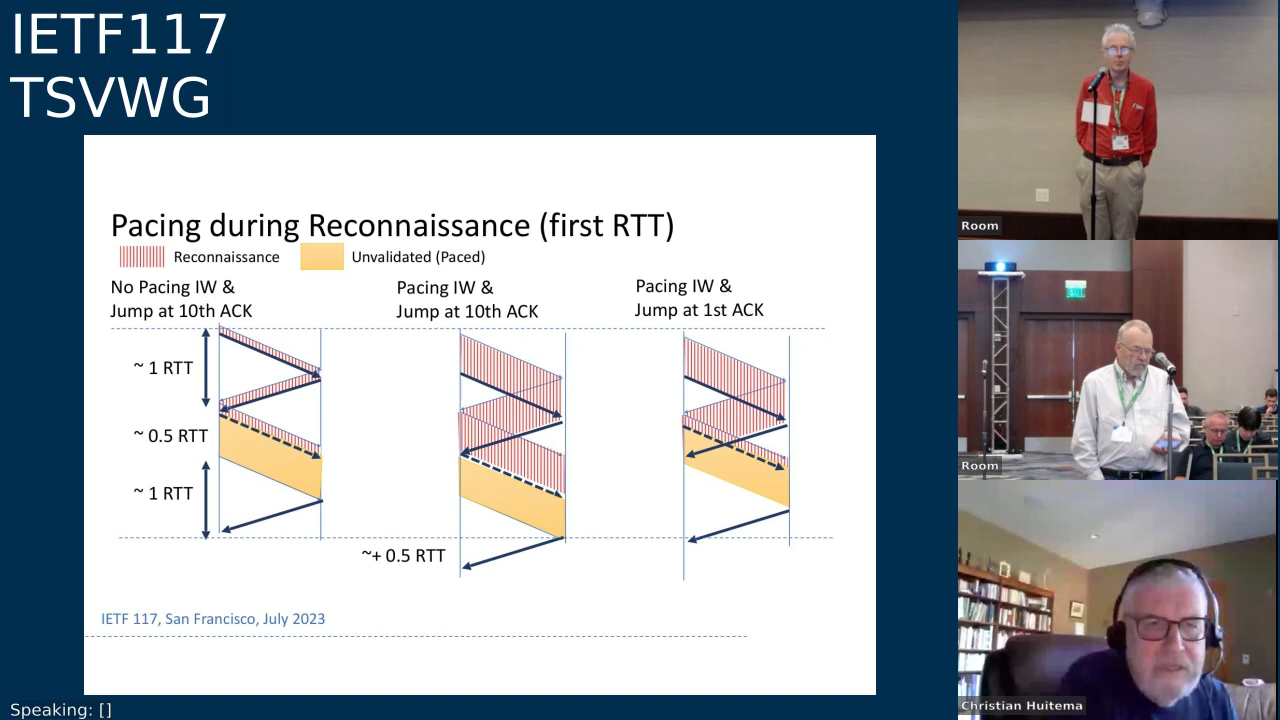 IETF117
TSVWG
Pacing during Reconnaissance (first RTT)
Reconnaissance
Unvalidated (Paced)
No Pacing IW &
Jump at 10th ACK
Pacing IW &
Jump at 10th ACK
Pacing IW &
Jump at 1st ACK
~ 1 RTT
~ 0.5 RTT
~ 1 RTT
~+ 0.5 RTT
IETF 117, San Francisco, July 2023
Speaking: []
Room
Room
Christian Huitema